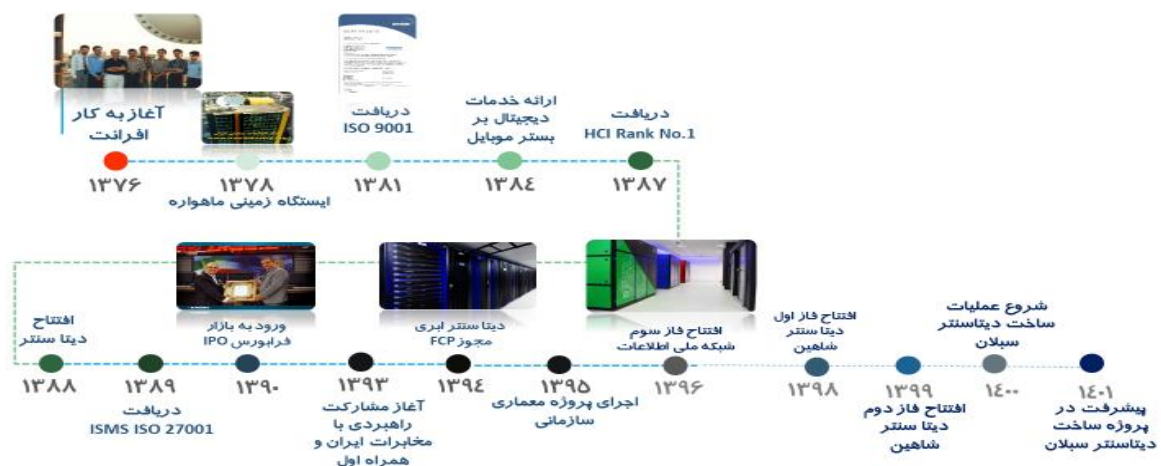 آغاز به کار
افرانت
۱۳۷۶
۱۳۷۸
ایستگاه زمینی ماهواره
دریافت
ISO 9001
۱۳۸۱
ارائه خدمات
دیجیتال بر
بستر موبایل
۱۳۸۴
دریافت
HCI Rank No.1
۱۳۸۷
افتتاح
دیتا سنتر
۱۳۸۸
۱۳۸۹
دریافت
ISMS ISO 27001
ورود به بازار
فرابورس IPO
۱۳۹۰
۱۳۹۳
آغاز مشارکت
راهبردی با
مخابرات ایران و
همراه اول
دیتا سنتر ابری
مجوز FCP
۱۳۹۴
۱۳۹۵
اجرای پروژه معماری
سازمانی
افتتاح فاز سوم
شبکه ملی اطلاعات
۱۳۹۶
افتتاح فاز اول
دیتا سنتر
شاهین
۱۳۹۸
۱۳۹۹
افتتاح فاز دوم
دیتا سنتر
شاهین
شروع عملیات
ساخت دیتاسنتر
سبلان
۱۴۰۰
۱۴۰۱
پیشرفت در
پروژه ساخت
دیتاسنتر سبلان